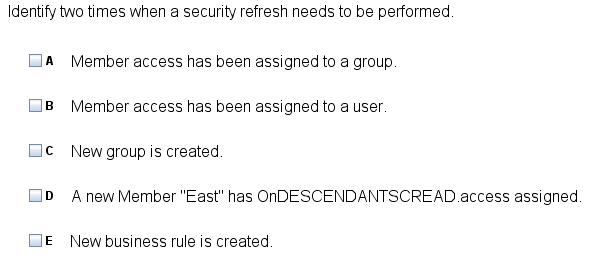 Identify two times when a security refresh needs to be performed.
A Member access has been assigned to a group.
B Member access has been assigned to a user.
C New group is created.
D A new Member "East" has OnDESCENDANTSCREAD.access assigned.
E New business rule is created.